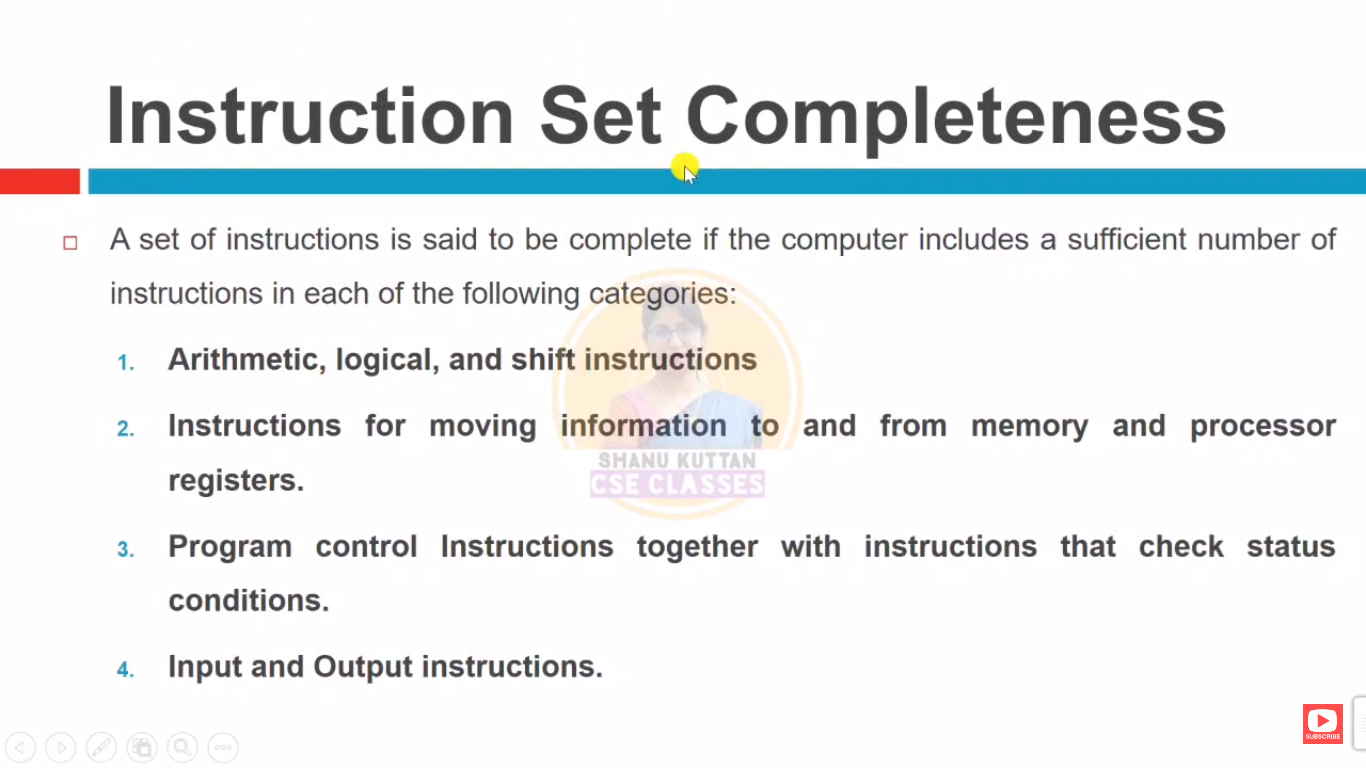 Instruction Set Completeness
A set of instructions is said to be complete if the computer includes a sufficient number of
instructions in each of the following categories:
1. Arithmetic, logical, and shift instructions
2. Instructions for moving information to and from memory and processor
registers.
3. Program control Instructions together with instructions that check status
conditions.
4. Input and Output instructions.
SHANU KUTTAN
CSE CLASSES
SUBSCRIBE